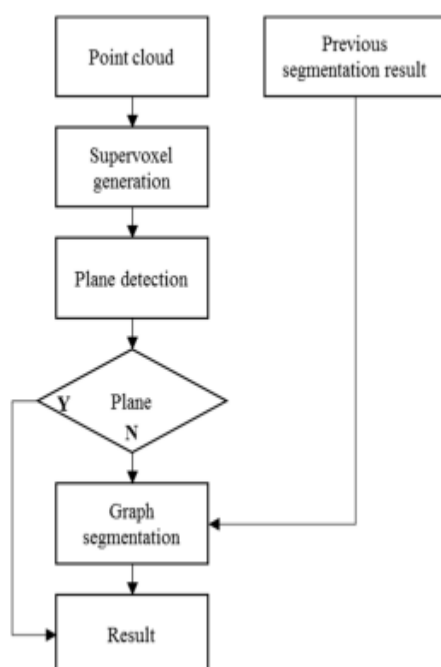 Point cloud
Previous
segmentation result
Supervoxel
generation
Plane detection
Plane
Y
N
Graph
segmentation
Result